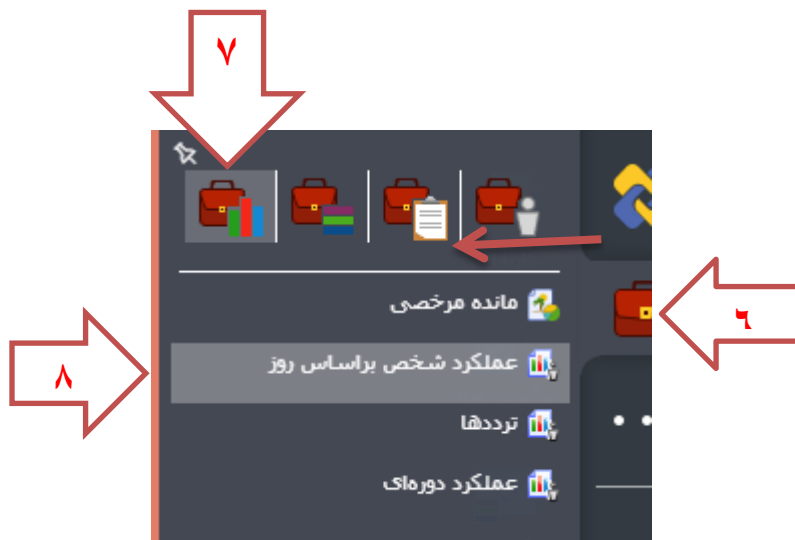 ۷
مانده مرخصی
۶
عملکرد شخص براساس روز
۸
ترددها
عملکرد دوره‌ای